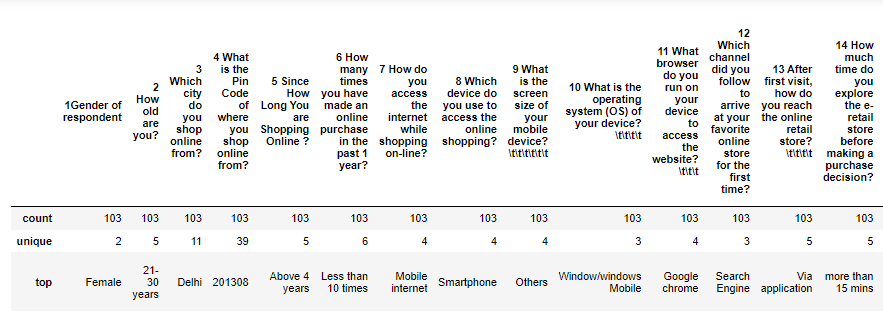 1Gender of
respondent
2
How
old
are
you?
3
Which
city
do
you
shop
online
from?
4 What
is the
Pin
Code
of
where
you
shop
online
from?
5 Since
How
Long You
are
Shopping
Online ?
6 How
many
times
you have
made an
online
purchase
in the
past 1
year?
7 How do
you
access
the
internet
while
shopping
on-line?
8 Which
device do
you use to
access the
online
shopping?
9 What
is the
screen
size of
your
mobile
device?
\t\t\t\t\t
10 What is the
operating
system (OS) of
your device?
\t\t\t\t
11 What
browser
do you
run on
your
device
to
access
the
website?
\t\t\t
12
Which
channel
did you
follow
to
arrive
at your
favorite
online
store
for the
first
time?
13 After
first visit,
how do
you reach
the online
retail
store?
\t\t\t\t
14 How
much
time do
you
explore
the e-
retail
store
before
making a
purchase
decision?
count 103 103 103 103 103 103 103 103 103 103 103 103 103 103
unique 2 5 11 39 5 6 4 4 4 3 4 3 5 5
top
Female
21-
30
years
Delhi
201308
Above 4
years
Less than
10 times
Mobile
internet
Smartphone
Others
Window/windows
Mobile
Google
chrome
Search
Engine
Via
application
more than
15 mins